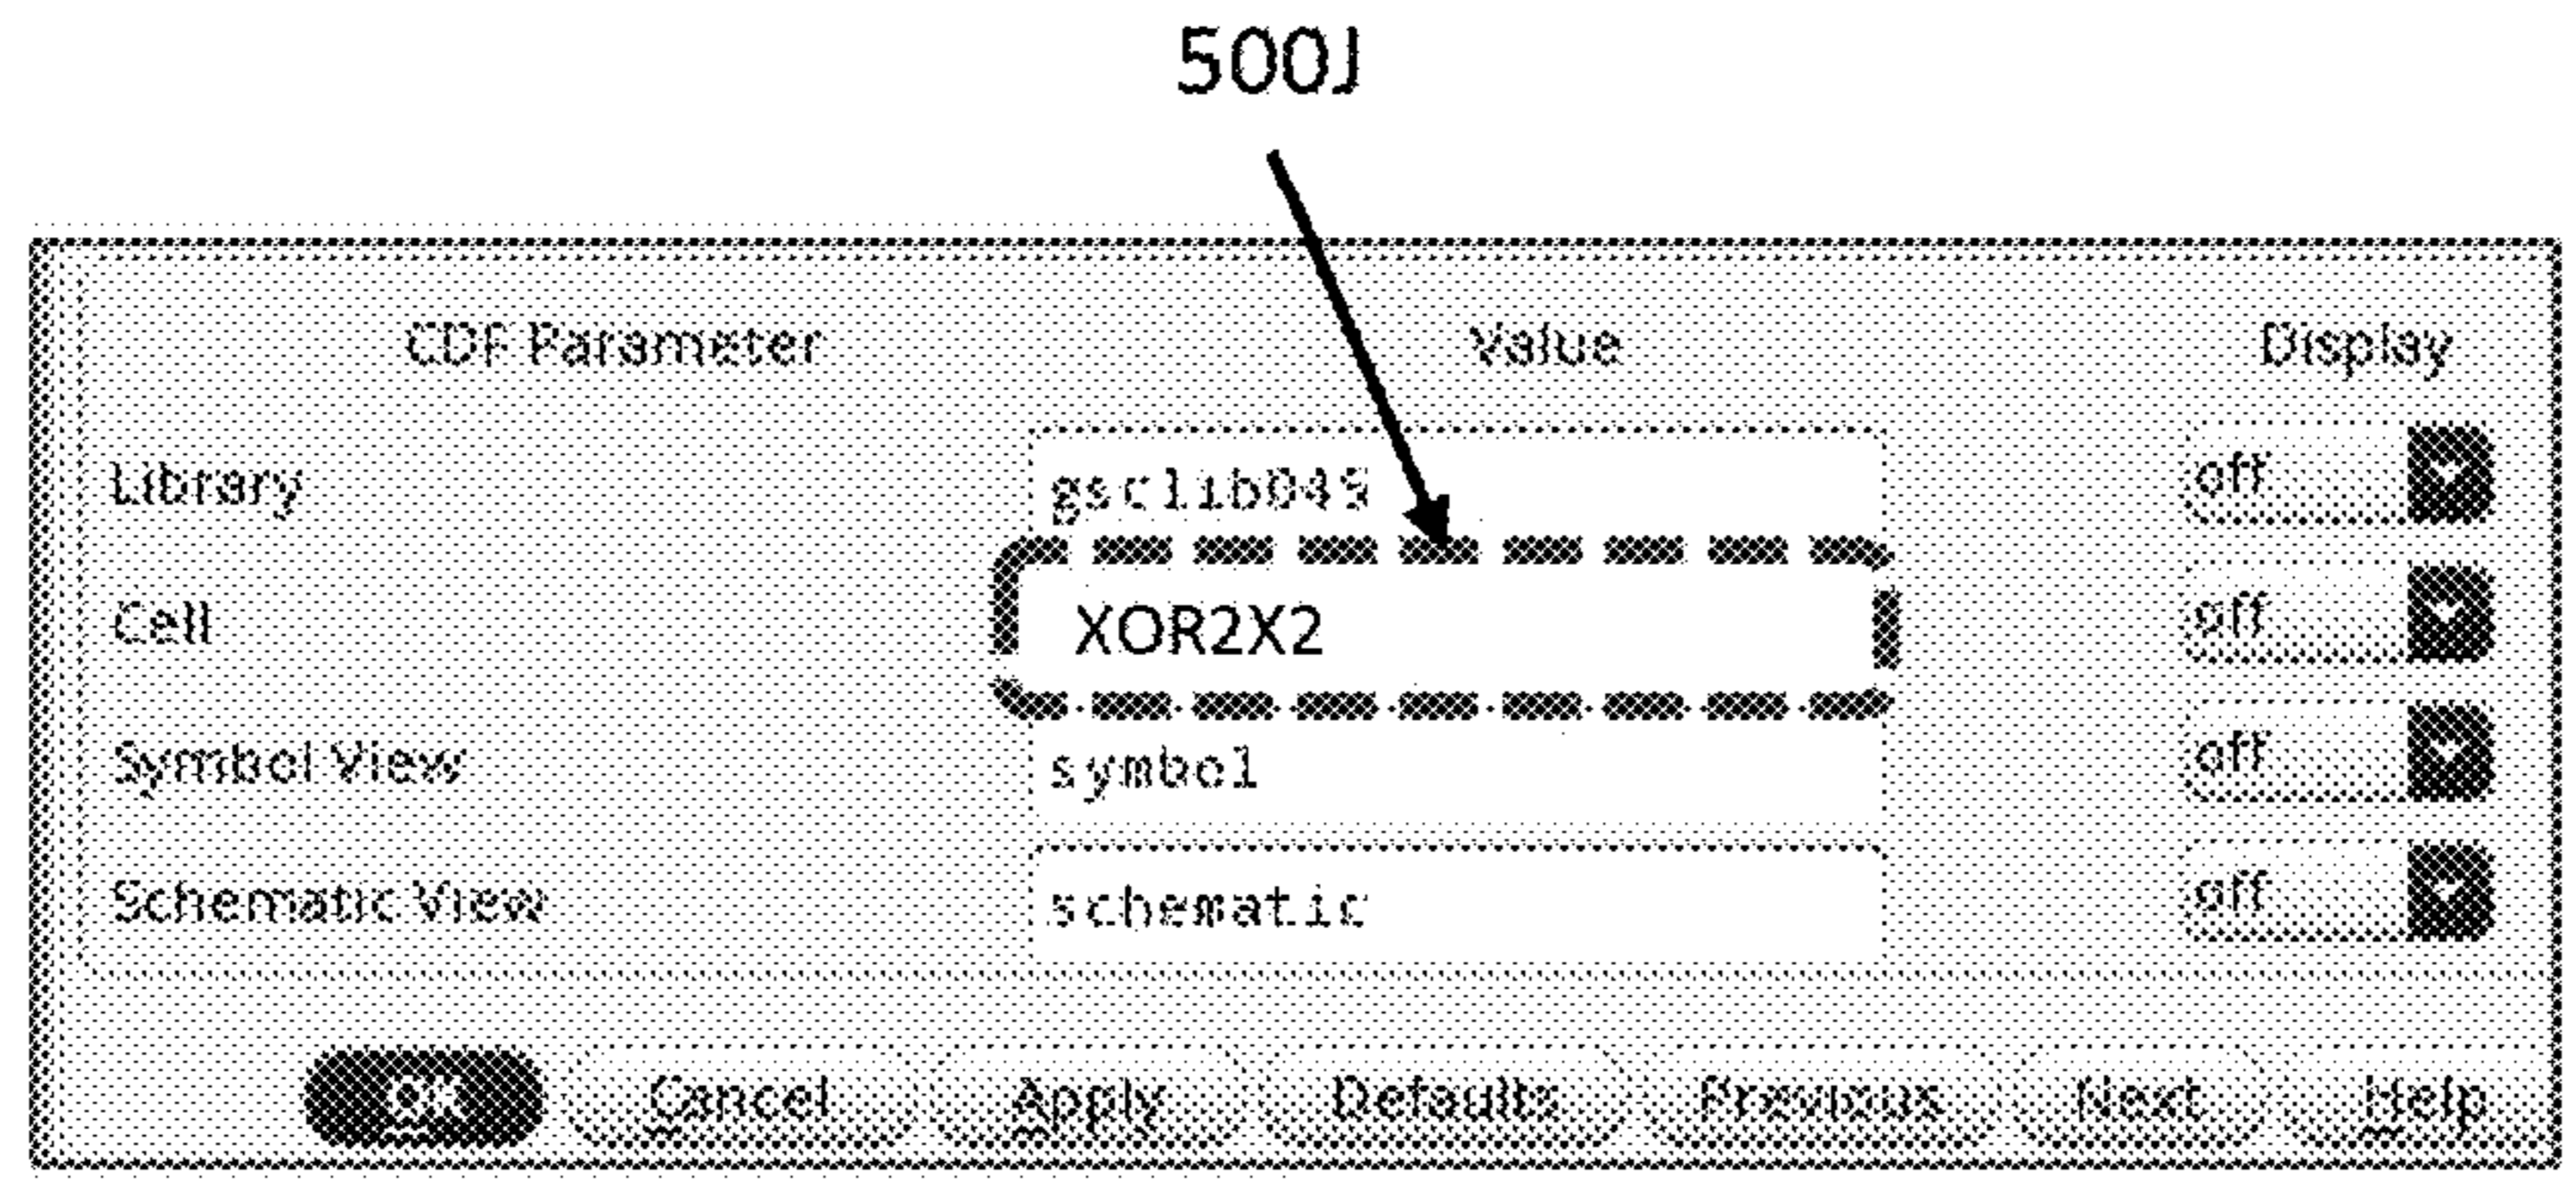 500J
CDF Parameter Value Display
Library gsclib045 off
Cell XOR2X2 off
Symbol View symbol off
Schematic View schematic off
OK Cancel Apply Defaults Previous Next Help